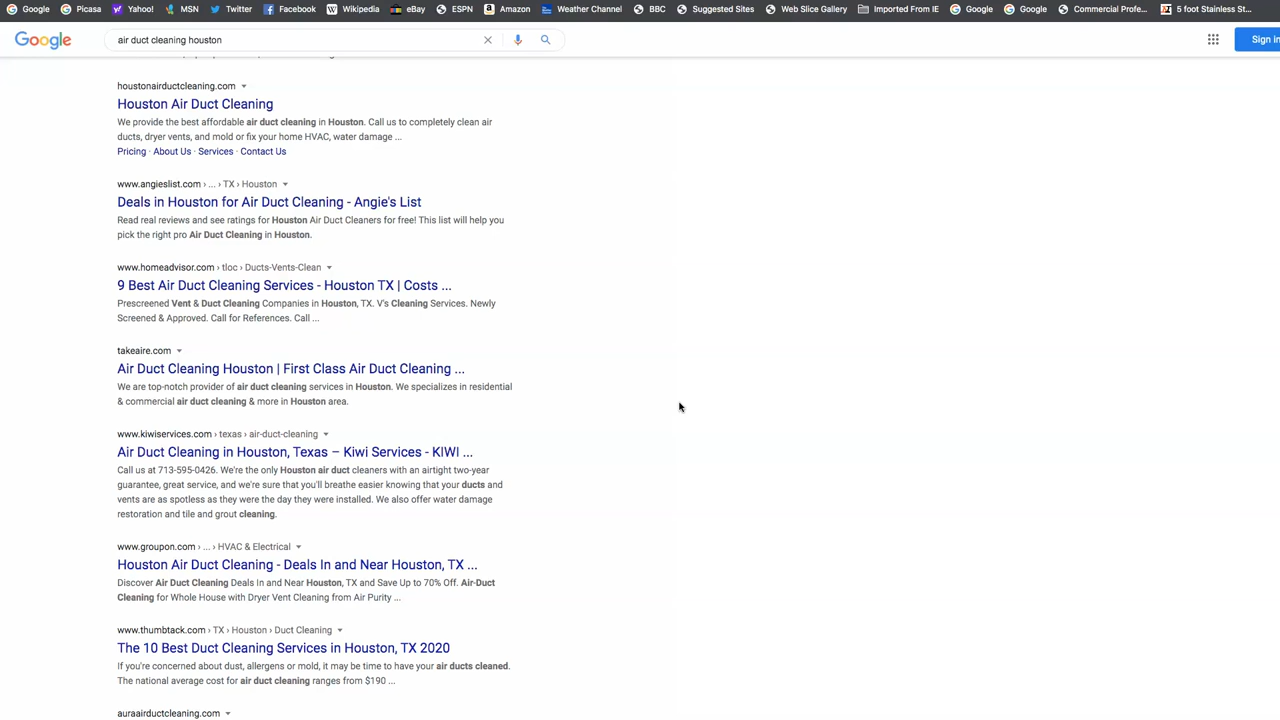 Google Picasa Yahoo! MSN Twitter Facebook Wikipedia eBay ESPN Amazon Weather Channel BBC Suggested Sites Web Slice Gallery Imported From IE Google Google Commercial Profe... 5 foot Stainless St...
Google air duct cleaning houston Sign in
houstonairductcleaning.com
Houston Air Duct Cleaning
We provide the best affordable air duct cleaning in Houston. Call us to completely clean air
ducts, dryer vents, and mold or fix your home HVAC, water damage ...
Pricing · About Us · Services · Contact Us
www.angieslist.com › ... › TX › Houston
Deals in Houston for Air Duct Cleaning - Angie's List
Read real reviews and see ratings for Houston Air Duct Cleaners for free! This list will help you
pick the right pro Air Duct Cleaning in Houston.
www.homeadvisor.com › tloc › Ducts-Vents-Clean
9 Best Air Duct Cleaning Services - Houston TX | Costs ...
Prescreened Vent & Duct Cleaning Companies in Houston, TX. V's Cleaning Services. Newly
Screened & Approved. Call for References. Call ...
takeaire.com
Air Duct Cleaning Houston | First Class Air Duct Cleaning ...
We are top-notch provider of air duct cleaning services in Houston. We specializes in residential
& commercial air duct cleaning & more in Houston area.
www.kiwiservices.com › texas › air-duct-cleaning
Air Duct Cleaning in Houston, Texas – Kiwi Services - KIWI ...
Call us at 713-595-0426. We're the only Houston air duct cleaners with an airtight two-year
guarantee, great service, and we're sure that you'll breathe easier knowing that your ducts and
vents are as spotless as they were the day they were installed. We also offer water damage
restoration and tile and grout cleaning.
www.groupon.com › ... › HVAC & Electrical
Houston Air Duct Cleaning - Deals In and Near Houston, TX ...
Discover Air Duct Cleaning Deals In and Near Houston, TX and Save Up to 70% Off. Air-Duct
Cleaning for Whole House with Dryer Vent Cleaning from Air Purity ...
www.thumbtack.com › TX › Houston › Duct Cleaning
The 10 Best Duct Cleaning Services in Houston, TX 2020
If you're concerned about dust, allergens or mold, it may be time to have your air ducts cleaned.
The national average cost for air duct cleaning ranges from $190 ...
auraairductcleaning.com